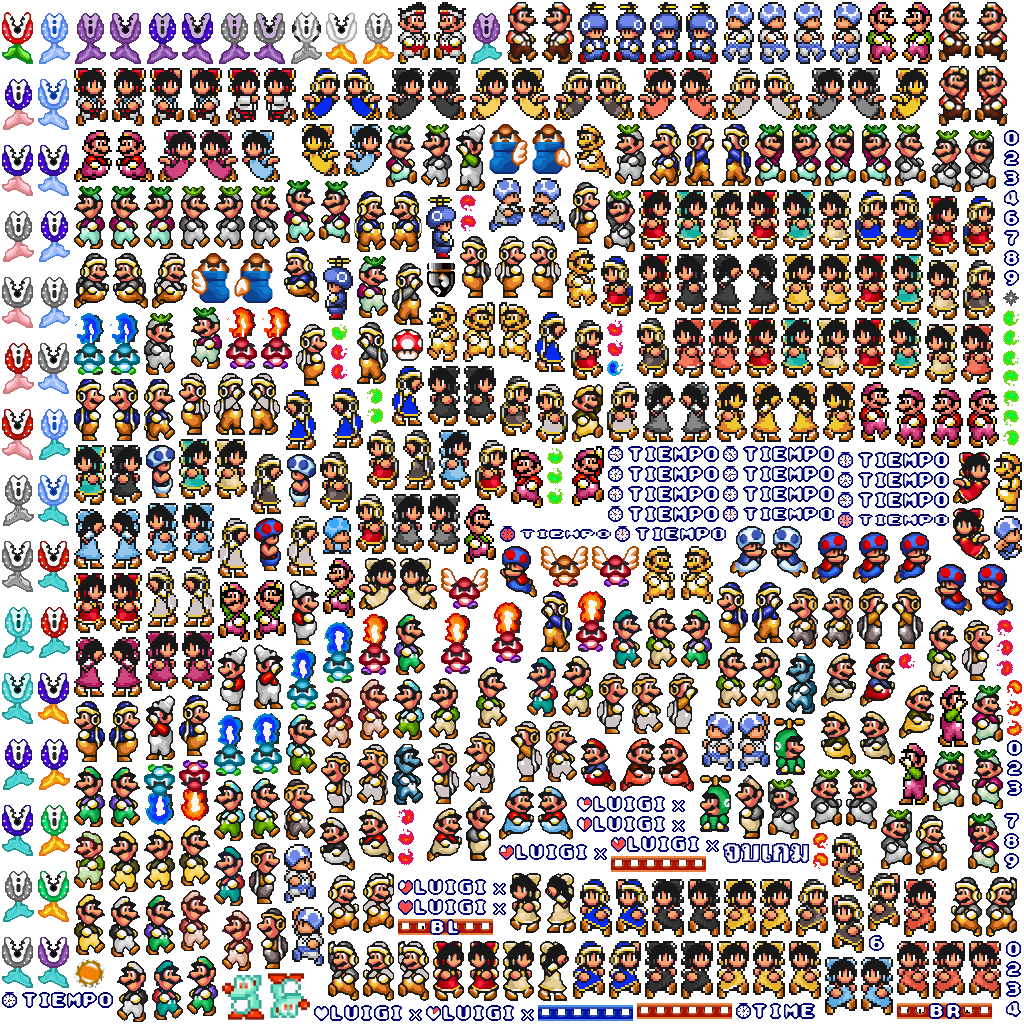 0
2
3
4
6
7
8
9
TIEMPO TIEMPO TIEMPO
TIEMPO TIEMPO TIEMPO
TIEMPO TIEMPO TIEMPO
TIEMPO TIEMPO TIEMPO
TIEMPO TIEMPO
0
2
3
LUIGI ×
LUIGI ×
7
8
9
LUIGI ×
LUIGI ×
จบเกม
LUIGI ×
LUIGI ×
BL
6
0
2
3
4
TIEMPO
LUIGI × LUIGI ×
TIME
BR